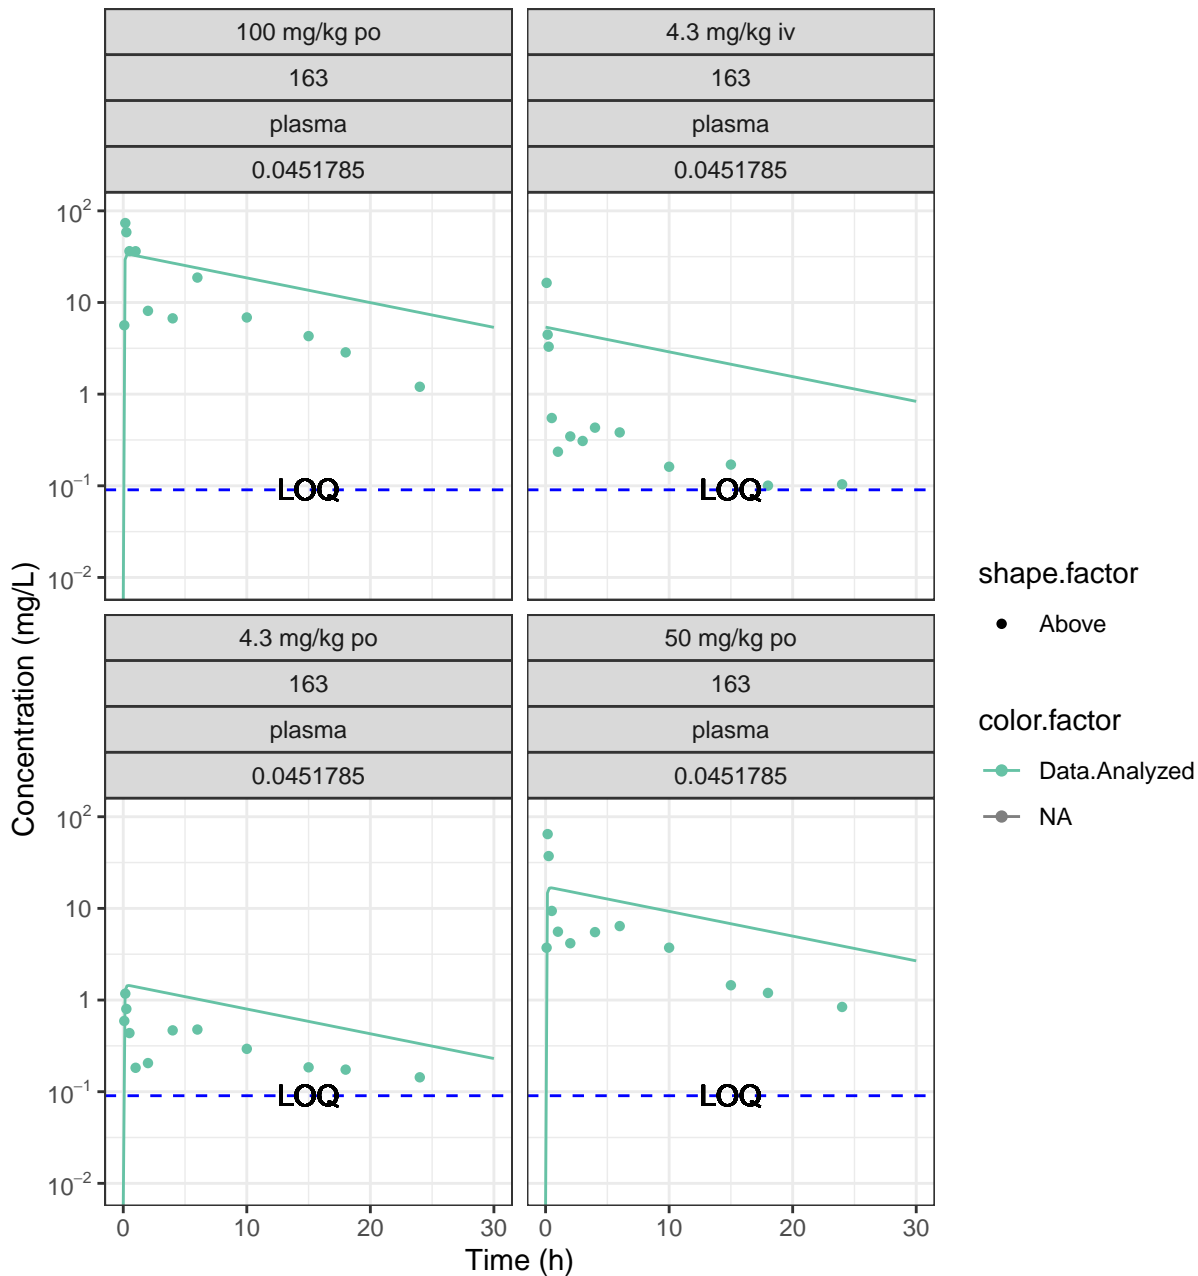 100 mg/kg po
163
plasma
0.0451785
4.3 mg/kg iv
163
plasma
0.0451785
10²
10
1
10⁻¹
10⁻²
LOQ
LOQ
4.3 mg/kg po
163
plasma
0.0451785
50 mg/kg po
163
plasma
0.0451785
10²
10
1
10⁻¹
10⁻²
LOQ
LOQ
0
10
20
30
0
10
20
30
Time (h)
Concentration (mg/L)
shape.factor
Above
color.factor
Data.Analyzed
NA